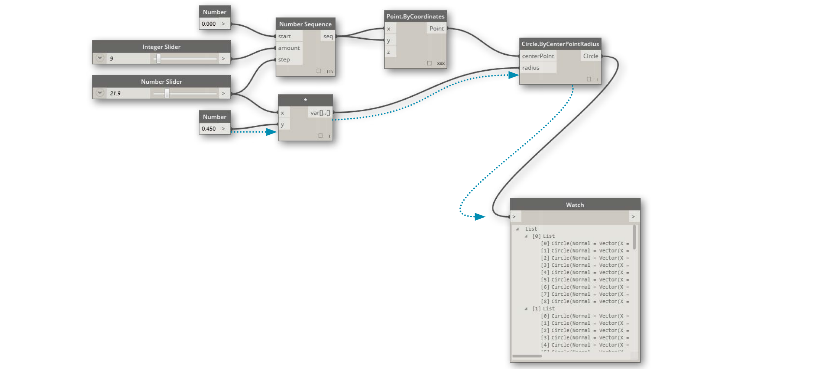 Number
0.000 >
Integer Slider
9 >
Number Slider
21.9 >
Number
0.450 >
Number Sequence
start seq
amount
step
*
x var[]..[]
y
Point.ByCoordinates
x Point
y
z
xxx
Circle.ByCenterPointRadius
centerPoint Circle
radius
Watch
> >
List
[0] List
[0] Circle(Normal = Vector(X =
[1] Circle(Normal = Vector(X =
[2] Circle(Normal = Vector(X =
[3] Circle(Normal = Vector(X =
[4] Circle(Normal = Vector(X =
[5] Circle(Normal = Vector(X =
[6] Circle(Normal = Vector(X =
[7] Circle(Normal = Vector(X =
[8] Circle(Normal = Vector(X =
[1] List
[0] Circle(Normal = Vector(X =
[1] Circle(Normal = Vector(X =
[2] Circle(Normal = Vector(X =
[3] Circle(Normal = Vector(X =
[4] Circle(Normal = Vector(X =